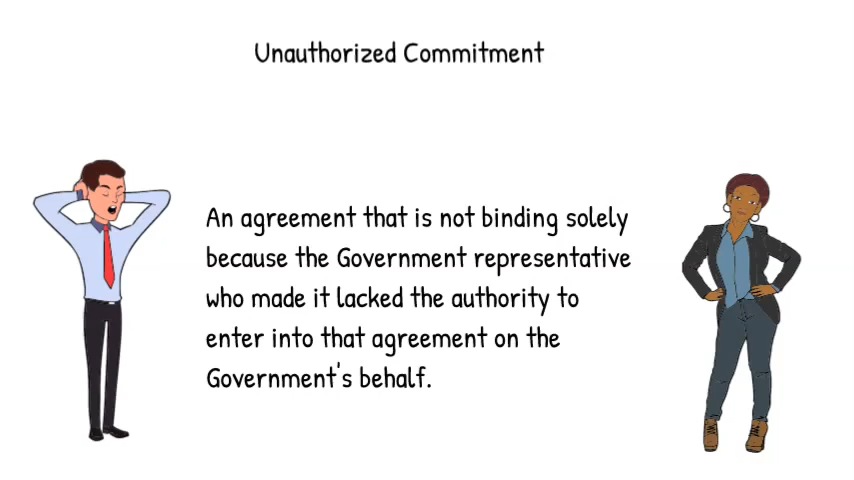 Unauthorized Commitment
An agreement that is not binding solely
because the Government representative
who made it lacked the authority to
enter into that agreement on the
Government's behalf.